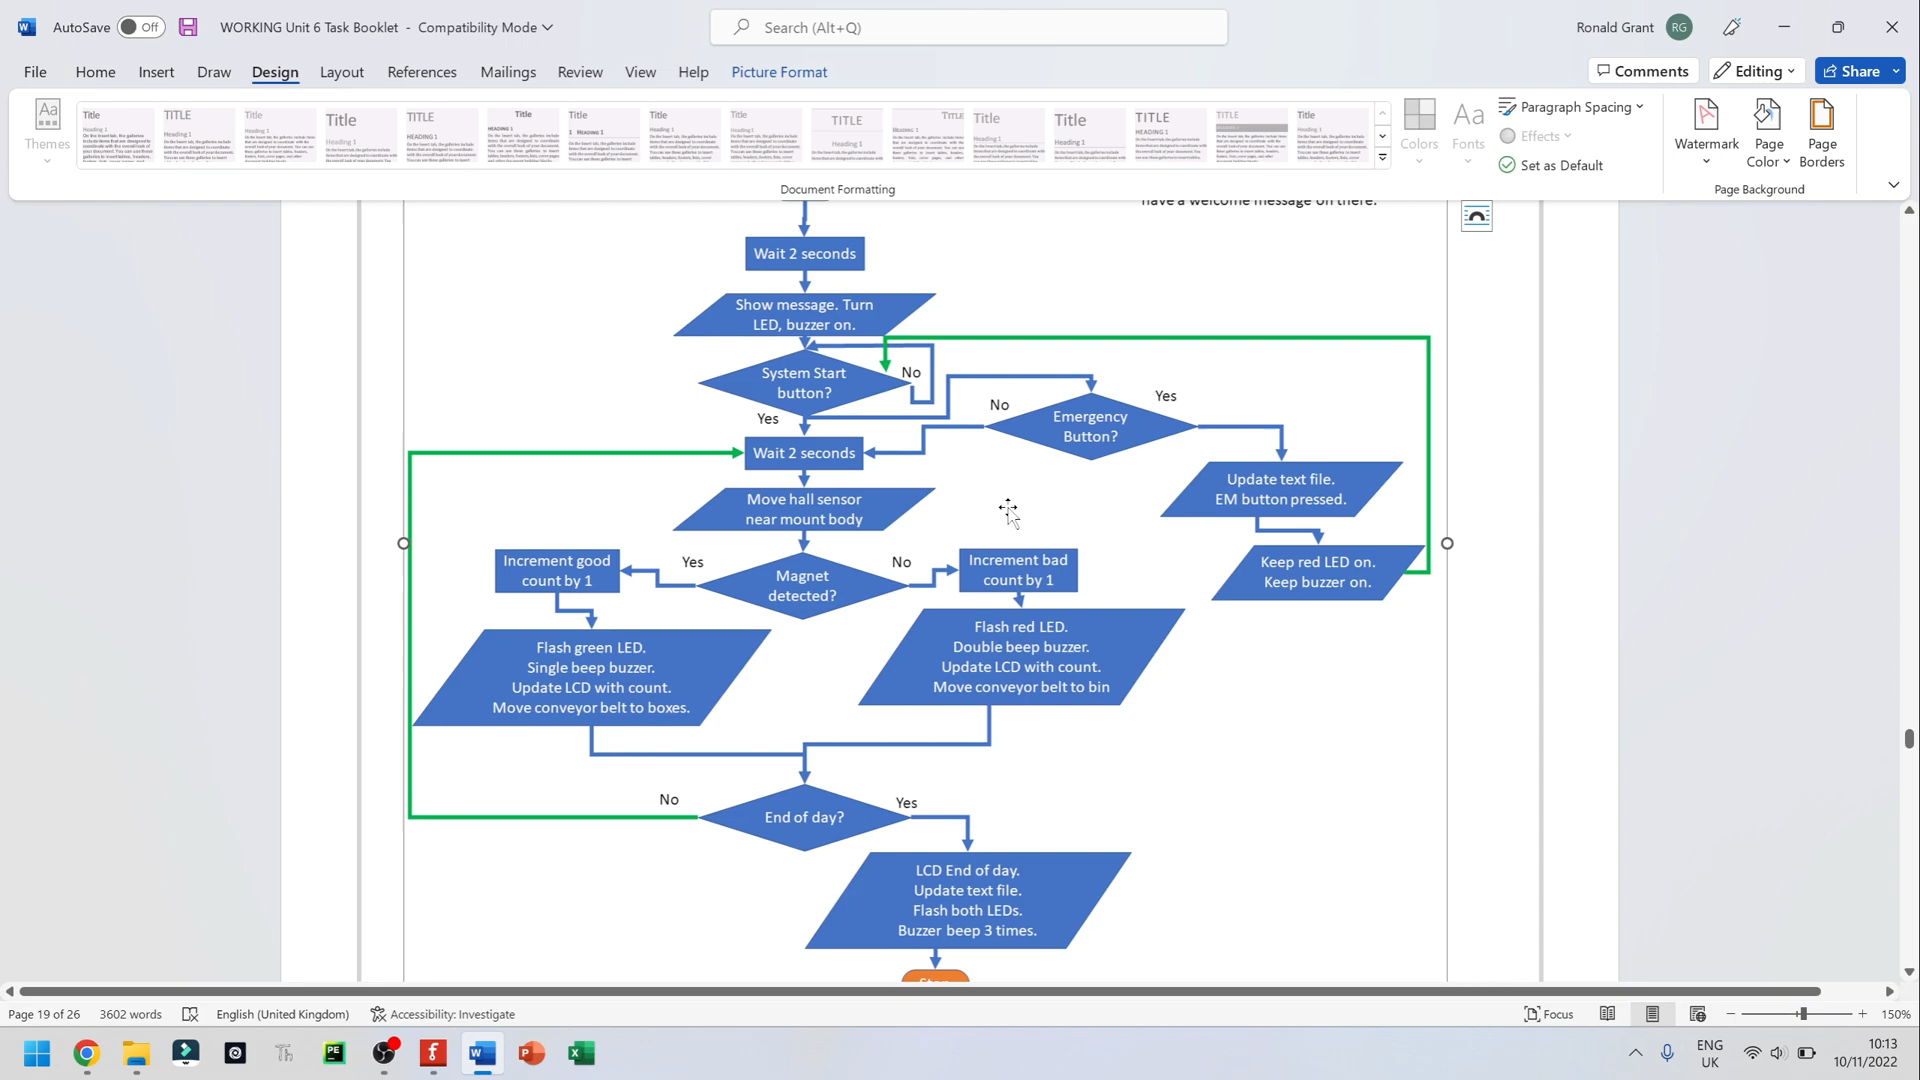 AutoSave Off WORKING Unit 6 Task Booklet - Compatibility Mode
Search (Alt+Q)
Ronald Grant RG
File Home Insert Draw Design Layout References Mailings Review View Help Picture Format
Comments Editing Share
Themes
Colors
Fonts
Paragraph Spacing
Effects
Set as Default
Watermark
Page
Color
Page
Borders
Document Formatting
Page Background
have a welcome message on there.
Wait 2 seconds
Show message. Turn
LED, buzzer on.
System Start
button?
No
Yes
No
Yes
Emergency
Button?
Wait 2 seconds
Update text file.
EM button pressed.
Move hall sensor
near mount body
Keep red LED on.
Keep buzzer on.
Increment good
count by 1
Yes
Magnet
detected?
No
Increment bad
count by 1
Flash green LED.
Single beep buzzer.
Update LCD with count.
Move conveyor belt to boxes.
Flash red LED.
Double beep buzzer.
Update LCD with count.
Move conveyor belt to bin
No
End of day?
Yes
LCD End of day.
Update text file.
Flash both LEDs.
Buzzer beep 3 times.
Page 19 of 26 3602 words English (United Kingdom) Accessibility: Investigate
Focus
150%
ENG
UK
10:13
10/11/2022